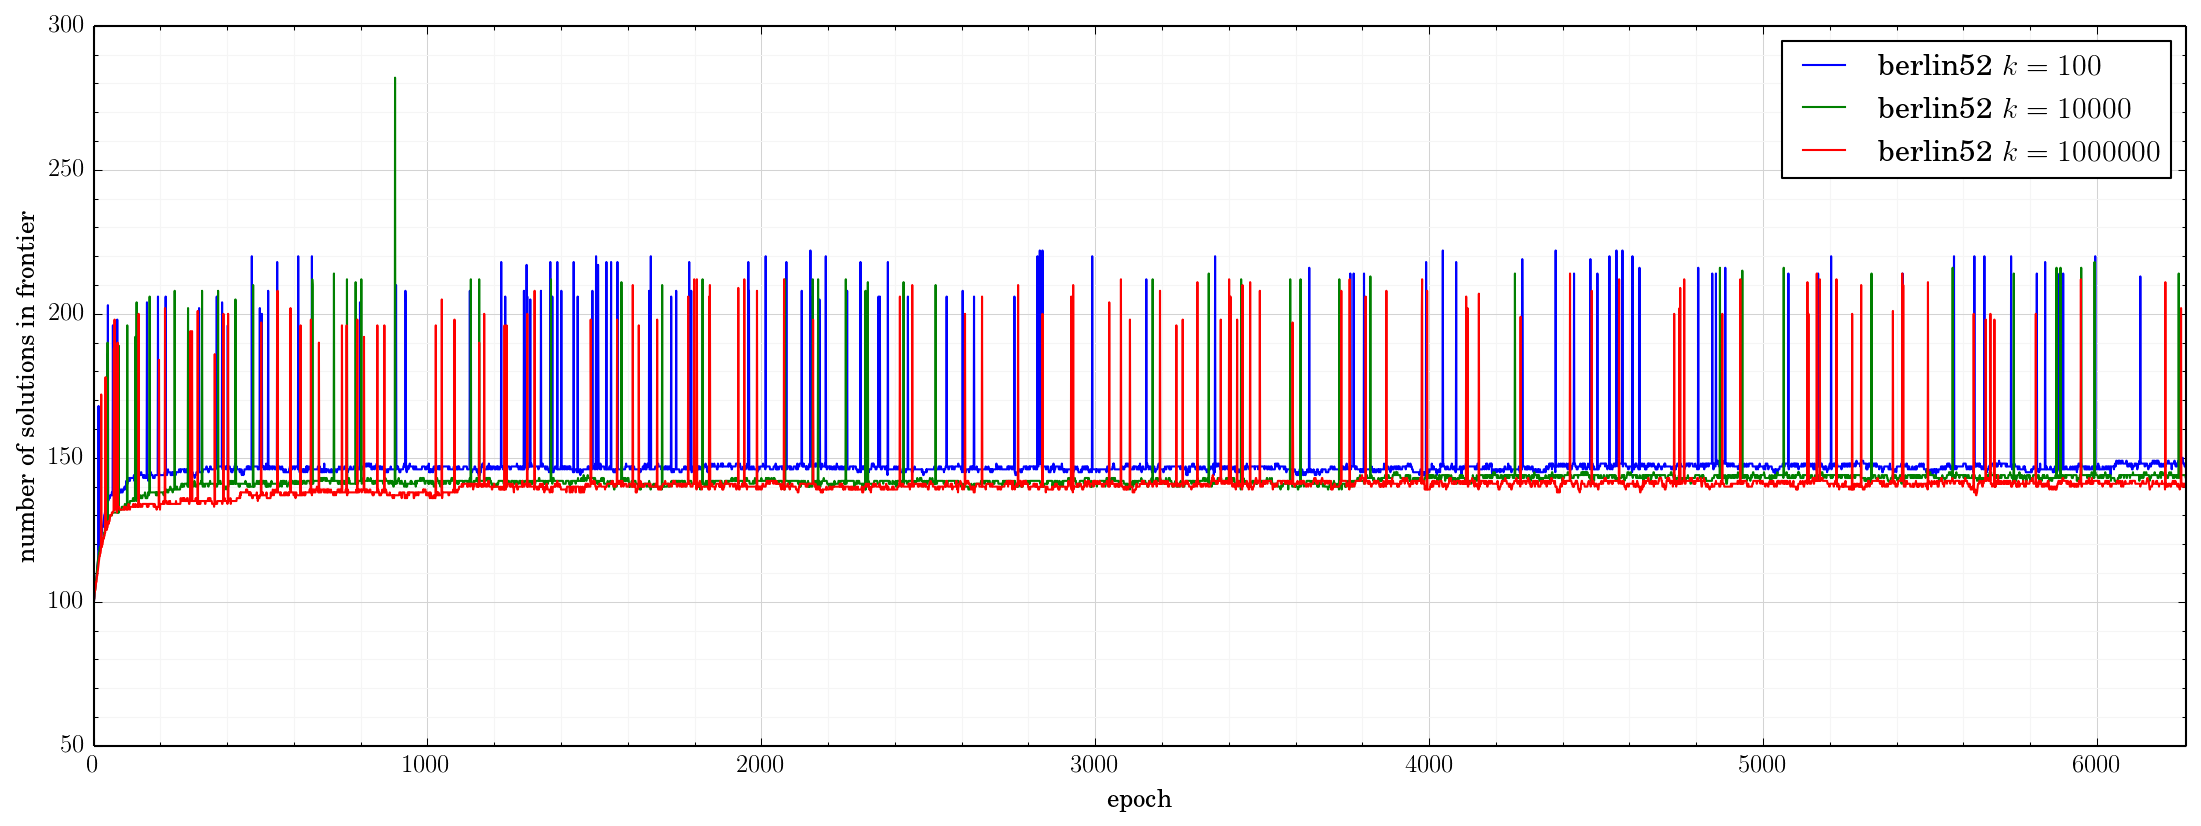 300
250
200
150
100
50
number of solutions in frontier
berlin52 k = 100
berlin52 k = 10000
berlin52 k = 1000000
0 1000 2000 3000 4000 5000 6000
epoch